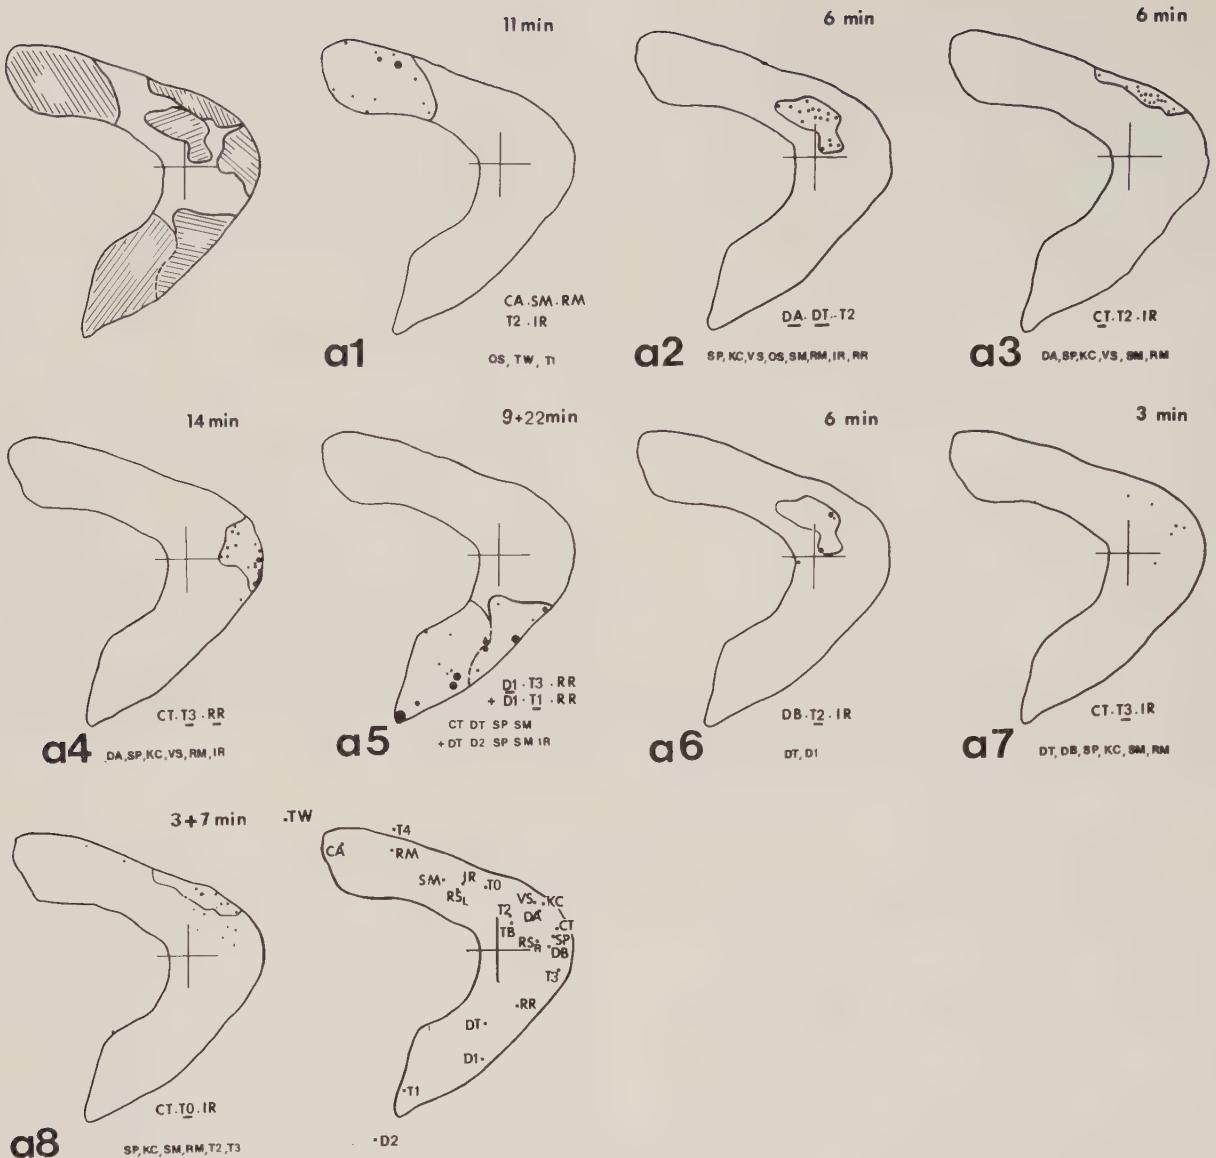 11 min
CA . SM . RM
T2 . IR
a1
OS, TW, T1
6 min
DA . DT . T2
a2
SP, KC, VS, OS, SM, RM, IR, RR
6 min
CT . T2 . IR
a3
DA, SP, KC, VS, SM, RM
14 min
CT . T3 . RR
a4
DA, SP, KC, VS, RM, IR
9+22min
D1 . T3 . RR
+ D1 . T1 . RR
a5
CT DT SP SM
+ DT D2 SP SM IR
6 min
DB . T2 . IR
a6
DT, D1
3 min
CT . T3 . IR
a7
DT, DB, SP, KC, SM, RM
3+7 min
CT . T0 . IR
a8
SP, KC, SM, RM, T2, T3
.TW
T4
CA
RM
SM
IR
T0
RSL
VS
KC
T2
DA
CT
TB
SP
RSR
DB
T3
RR
DT
D1
T1
D2